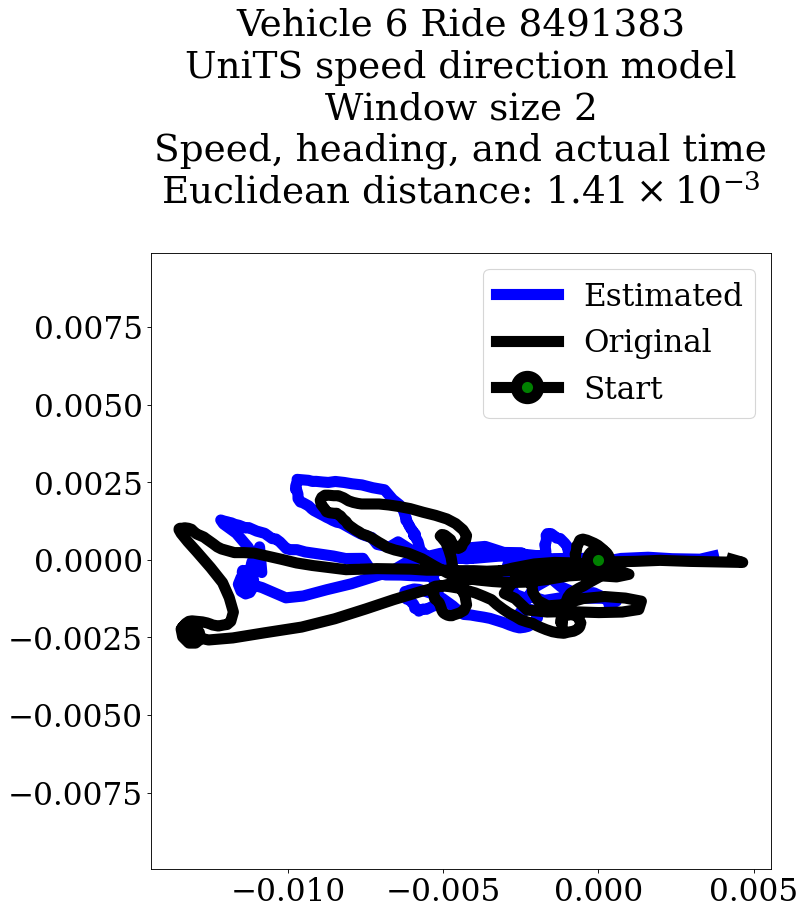 Vehicle 6 Ride 8491383
UniTS speed direction model
Window size 2
Speed, heading, and actual time
Euclidean distance: 1.41 × 10⁻³
Estimated
Original
Start
0.0075
0.0050
0.0025
0.0000
−0.0025
−0.0050
−0.0075
−0.010
−0.005
0.000
0.005